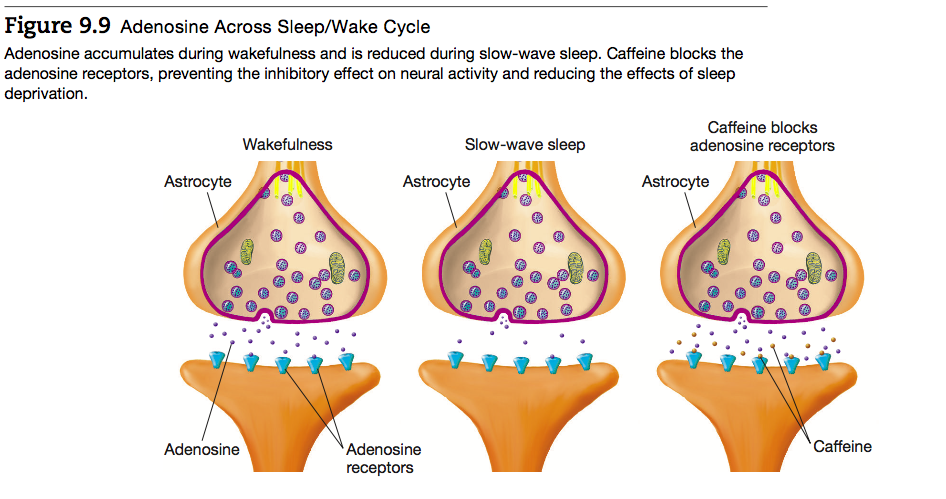 Figure 9.9 Adenosine Across Sleep/Wake Cycle
Adenosine accumulates during wakefulness and is reduced during slow-wave sleep. Caffeine blocks the
adenosine receptors, preventing the inhibitory effect on neural activity and reducing the effects of sleep
deprivation.
Wakefulness
Astrocyte
Adenosine
Adenosine
receptors
Slow-wave sleep
Astrocyte
Caffeine blocks
adenosine receptors
Astrocyte
Caffeine